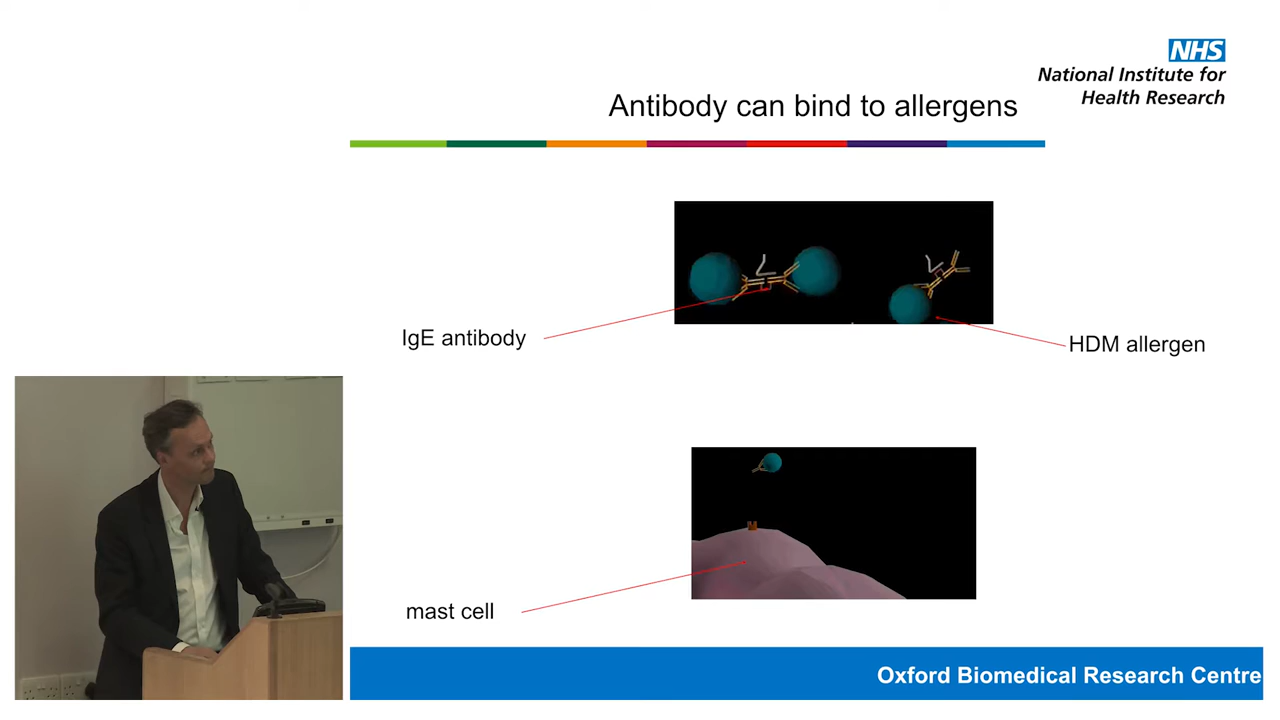 NHS
National Institute for
Health Research
Antibody can bind to allergens
IgE antibody
HDM allergen
mast cell
Oxford Biomedical Research Centre